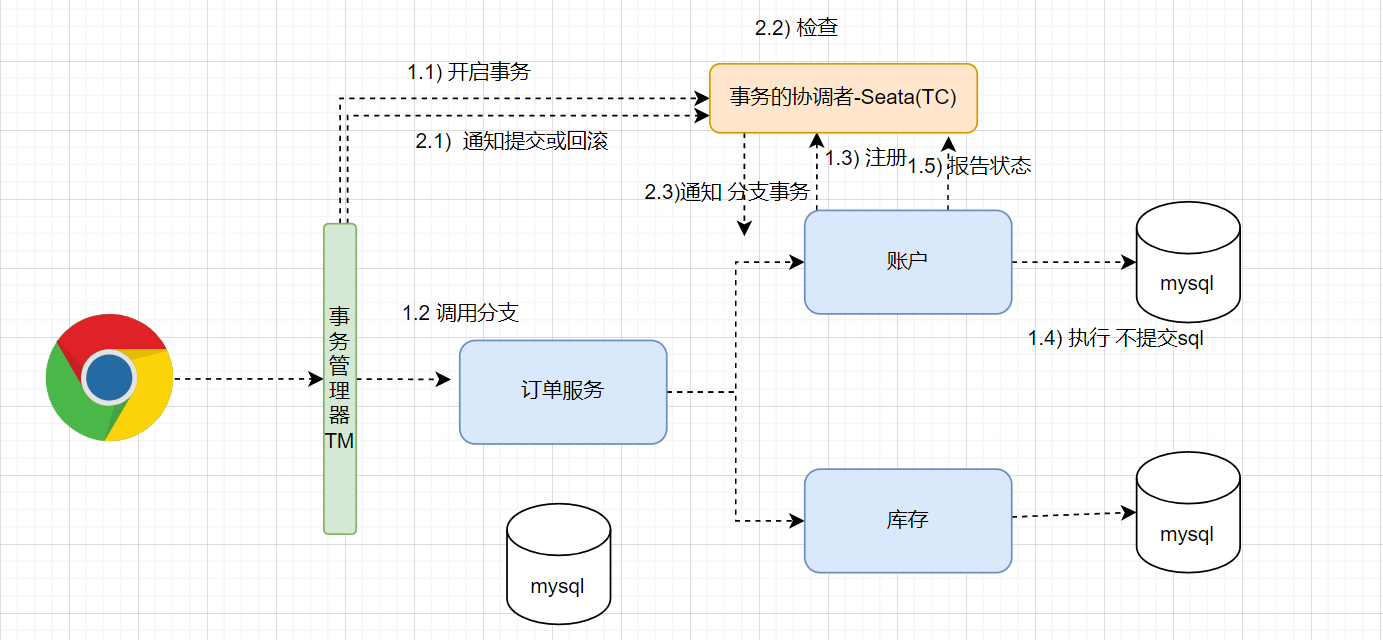 2.2) 检查
1.1) 开启事务
事务的协调者-Seata(TC)
2.1) 通知提交或回滚
1.3) 注册
1.5) 报告状态
2.3)通知 分支事务
账户
mysql
1.2 调用分支
事
务
管
理
器
TM
1.4) 执行 不提交sql
订单服务
库存
mysql
mysql